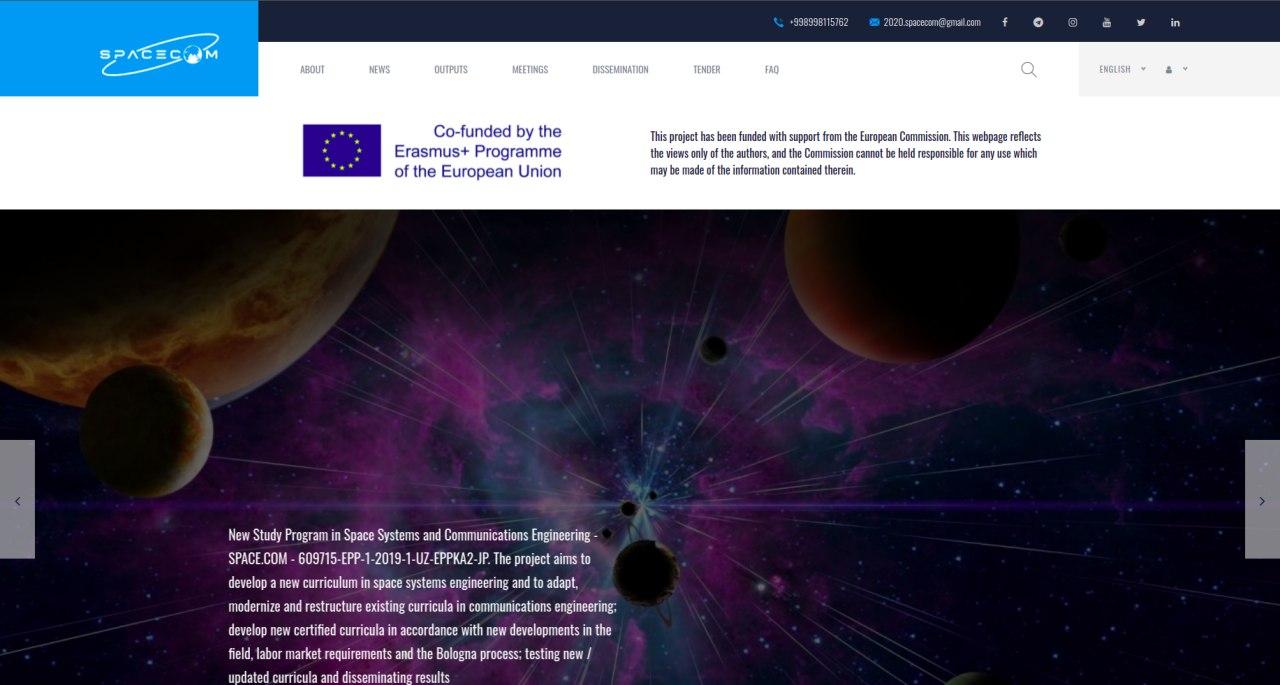 SPACECOM
+998998115762
2020.spacecom@gmail.com
ABOUT
NEWS
OUTPUTS
MEETINGS
DISSEMINATION
TENDER
FAQ
ENGLISH
Co-funded by the
Erasmus+ Programme
of the European Union
This project has been funded with support from the European Commission. This webpage reflects
the views only of the authors, and the Commission cannot be held responsible for any use which
may be made of the information contained therein.
New Study Program in Space Systems and Communications Engineering -
SPACE.COM - 609715-EPP-1-2019-1-UZ-EPPKA2-JP. The project aims to
develop a new curriculum in space systems engineering and to adapt,
modernize and restructure existing curricula in communications engineering;
develop new certified curricula in accordance with new developments in the
field, labor market requirements and the Bologna process; testing new /
updated curricula and disseminating results